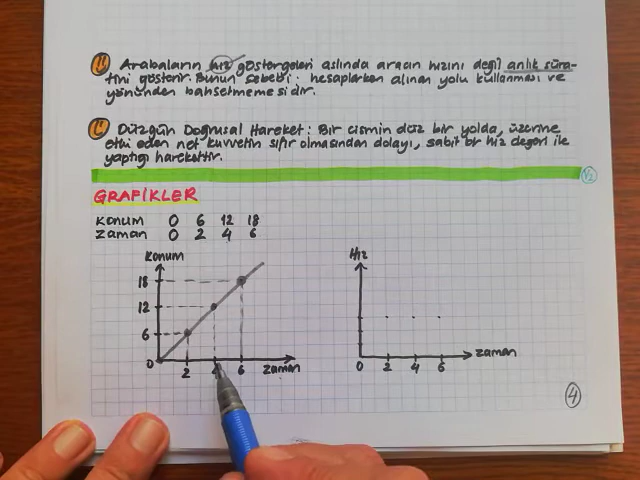 Arabaların hız göstergeleri aslında aracın hızını değil anlık süra-
tini gösterir. Bunun sebebi: hesaplarken alınan yolu kullanması ve
yönünden bahsetmemesidir.
Düzgün Doğrusal Hareket: Bir cismin düz bir yolda, üzerine
etki eden net kuvvetin sıfır olmasından dolayı, sabit bir hız değeri ile
yaptığı harekettir.
GRAFİKLER
Konum 0 6 12 18
Zaman 0 2 4 6
Konum
18
12
6
0 2 4 6 Zaman
Hız
0 2 4 6 Zaman
4